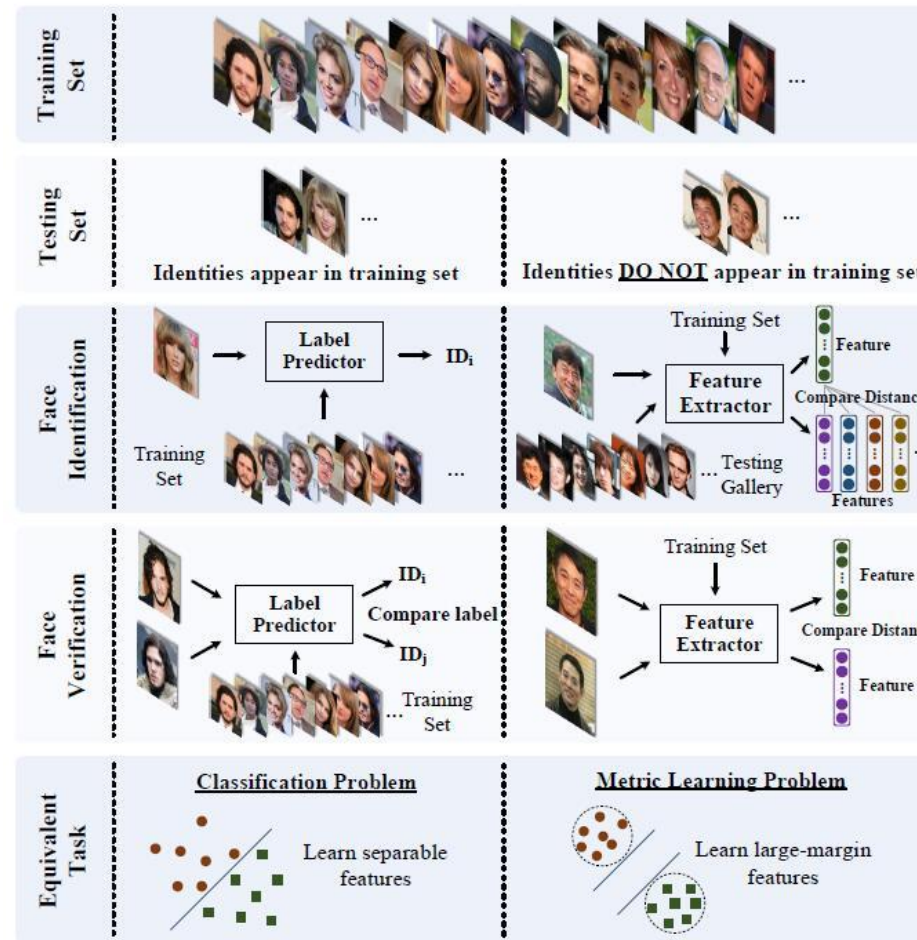 Training
Set
...
Testing
Set
...
Identities appear in training set
...
Identities DO NOT appear in training set
Face
Identification
Label
Predictor
IDi
Training
Set
...
Training Set
Feature
Extractor
Feature
Compare Distanc
... Testing
Gallery
Features
Face
Verification
Label
Predictor
IDi
Compare label
IDj
... Training
Set
Training Set
Feature
Extractor
Feature
Compare Distanc
Feature
Equivalent
Task
Classification Problem
Learn separable
features
Metric Learning Problem
Learn large-margin
features